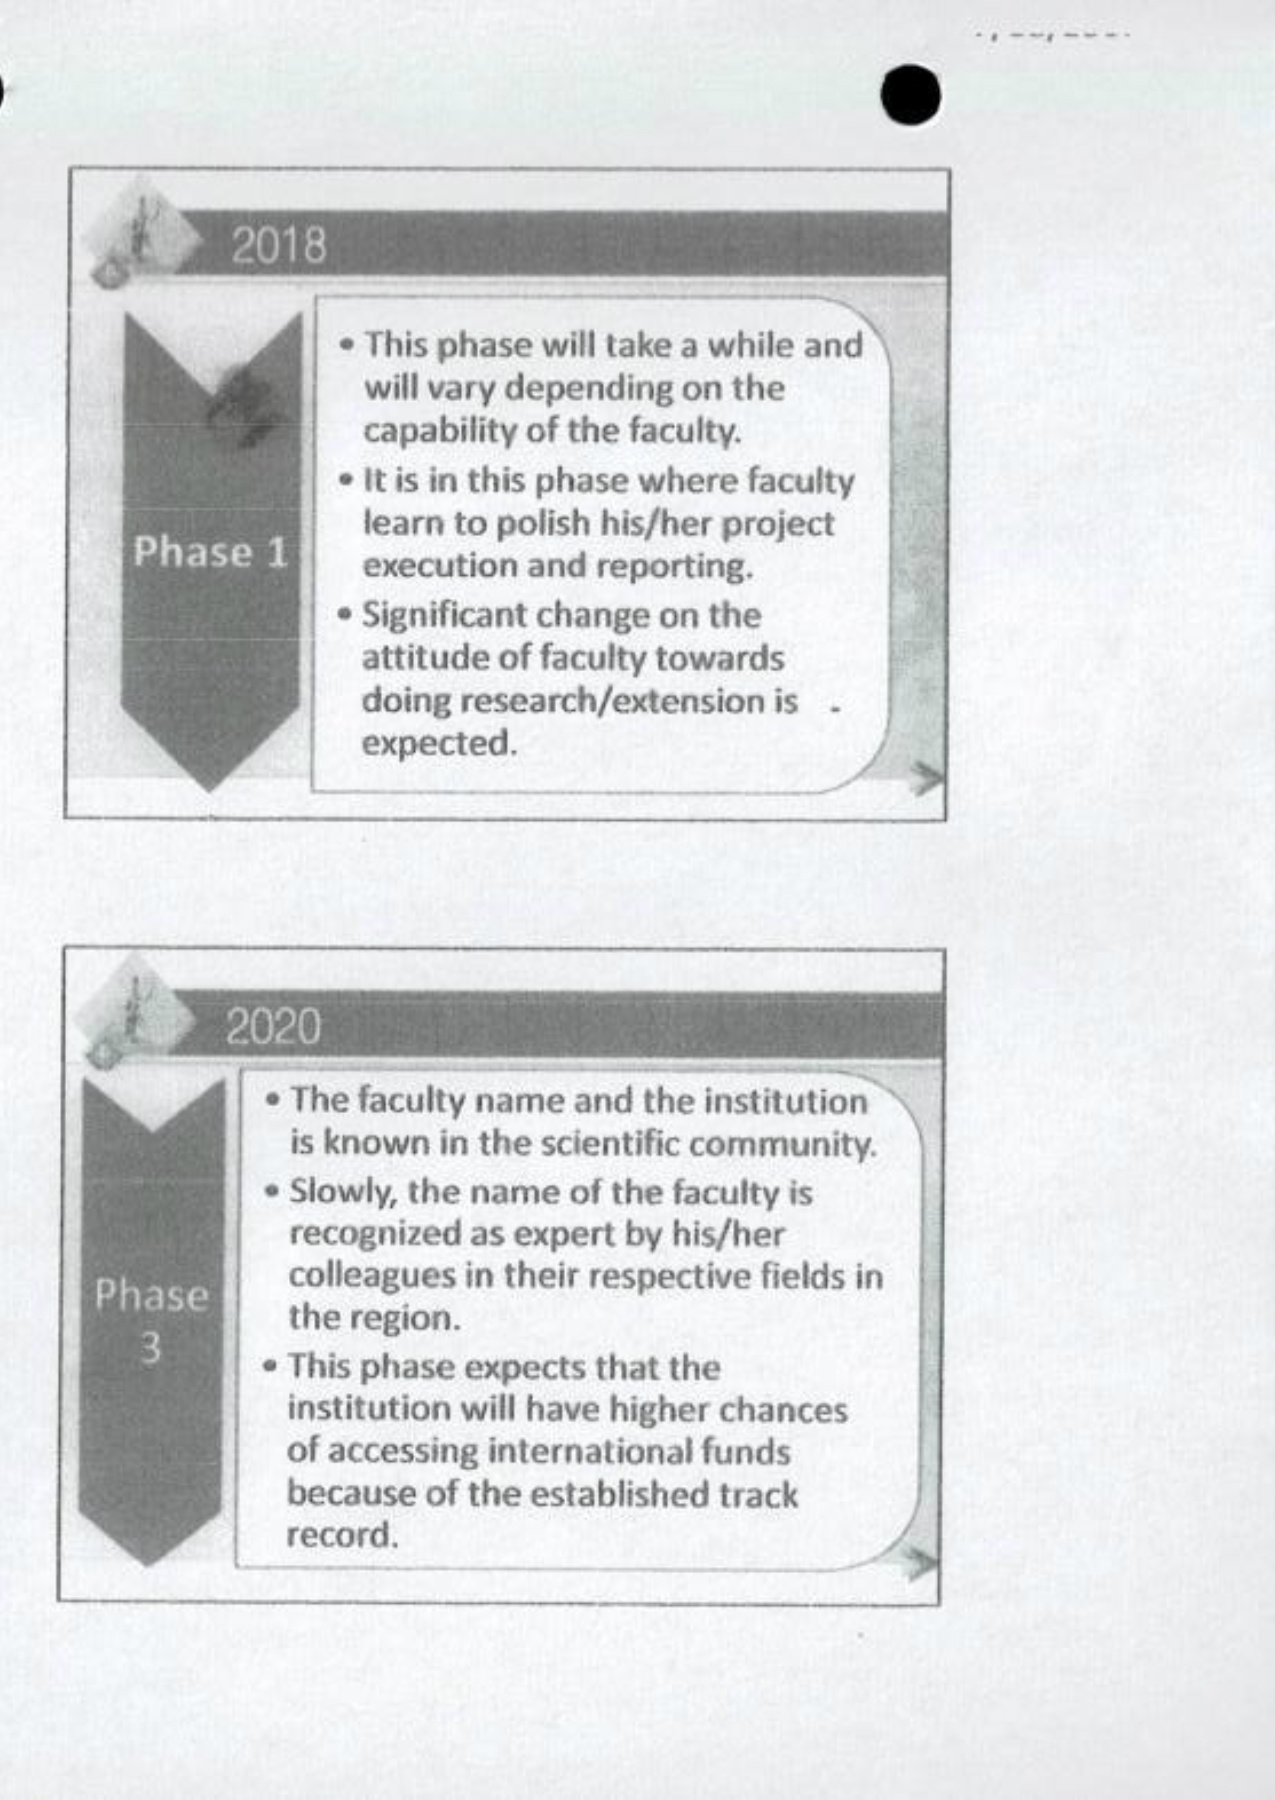 2018
Phase 1
• This phase will take a while and
will vary depending on the
capability of the faculty.
• It is in this phase where faculty
learn to polish his/her project
execution and reporting.
• Significant change on the
attitude of faculty towards
doing research/extension is
expected.
2020
Phase
3
• The faculty name and the institution
is known in the scientific community.
• Slowly, the name of the faculty is
recognized as expert by his/her
colleagues in their respective fields in
the region.
• This phase expects that the
institution will have higher chances
of accessing international funds
because of the established track
record.